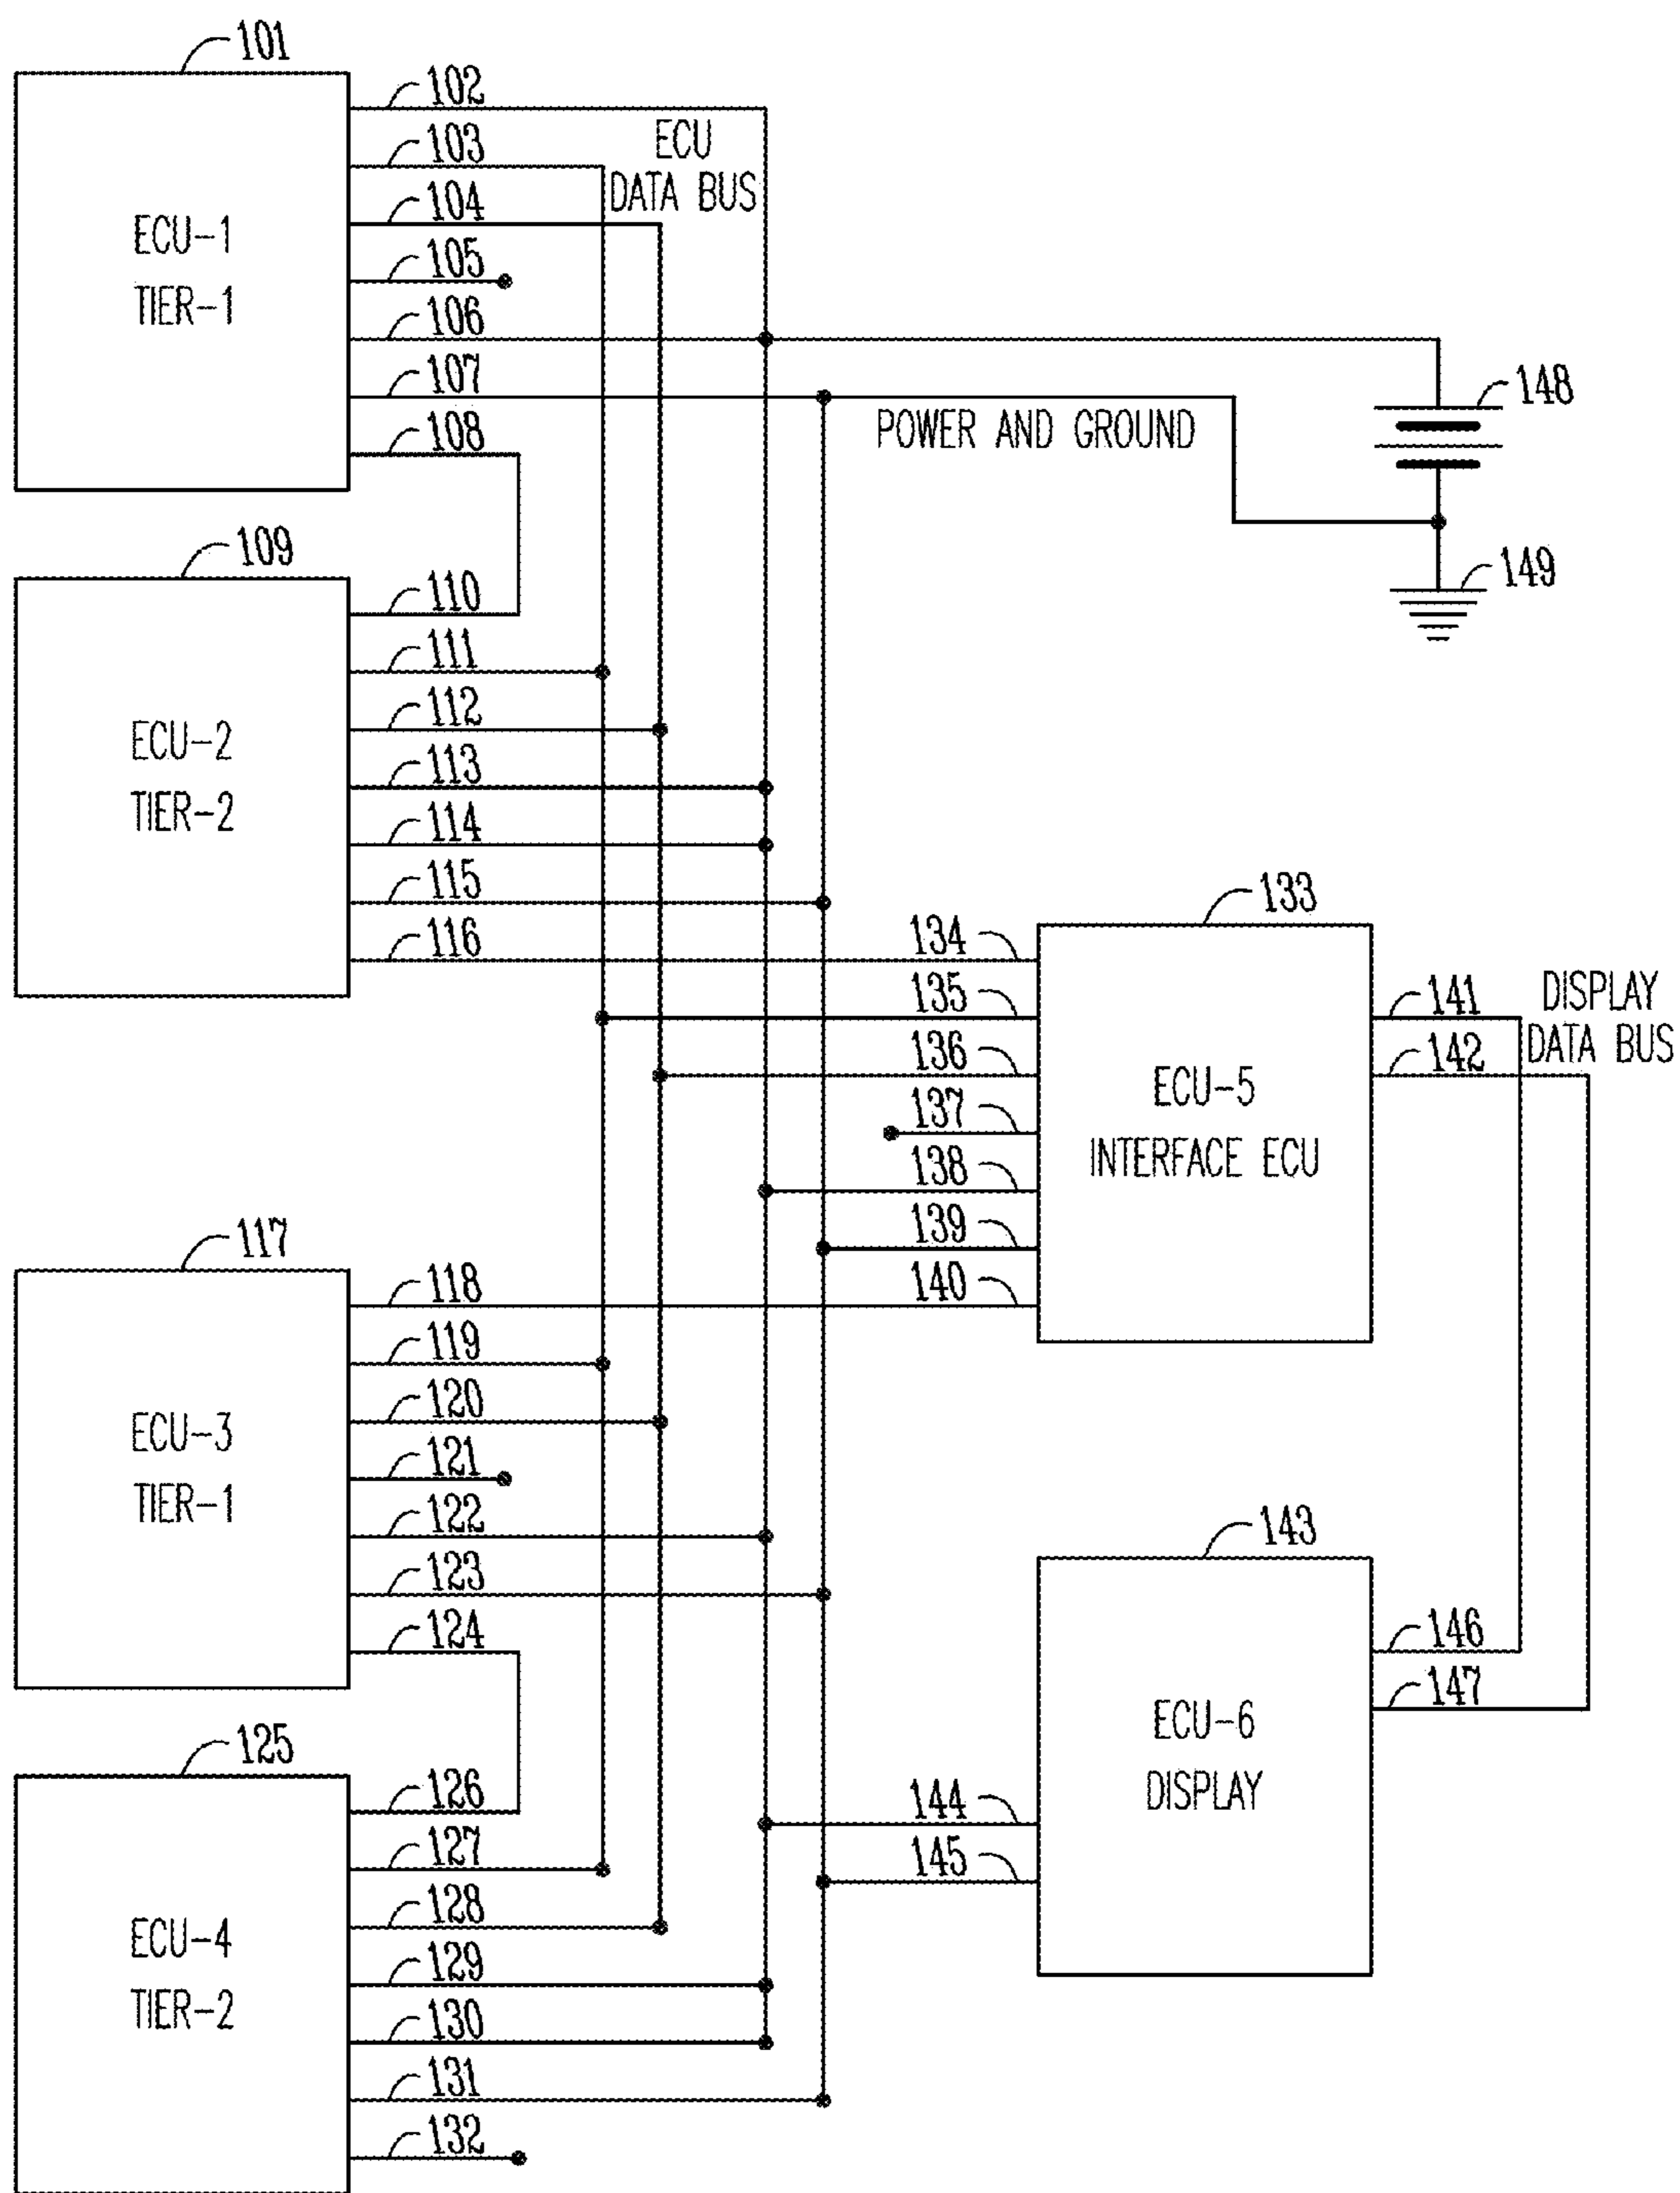 101
102
103
104
105
106
107
108
ECU-1
TIER-1
ECU
DATA BUS
POWER AND GROUND
148
149
109
110
111
112
113
114
115
116
ECU-2
TIER-2
133
134
135
136
137
138
139
140
ECU-5
INTERFACE ECU
141
142
DISPLAY
DATA BUS
117
118
119
120
121
122
123
124
ECU-3
TIER-1
143
144
145
146
147
ECU-6
DISPLAY
125
126
127
128
129
130
131
132
ECU-4
TIER-2